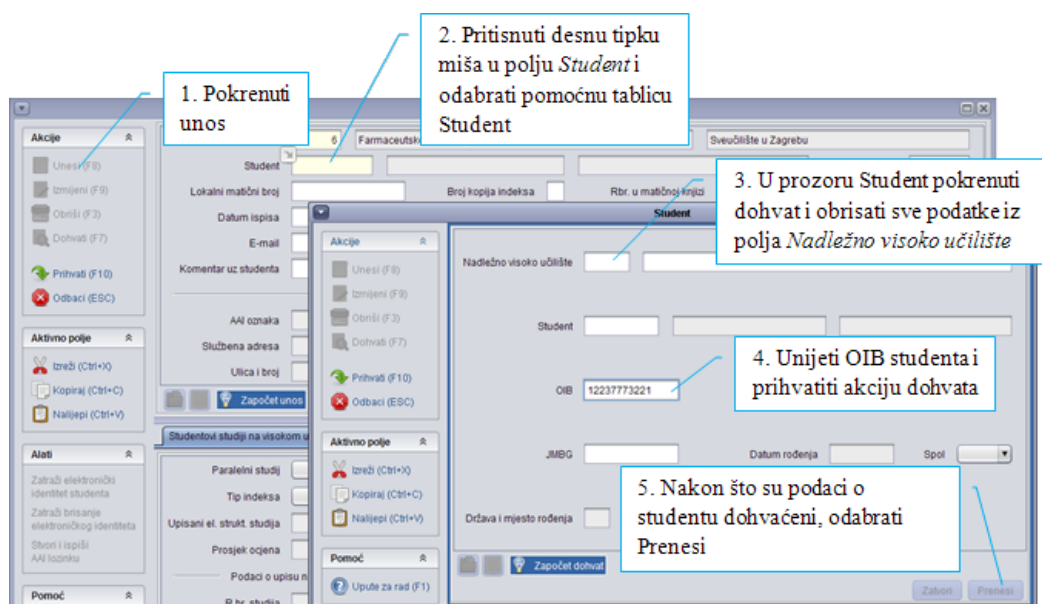 2. Pritisnuti desnu tipku
miša u polju Student i
odabrati pomoćnu tablicu
Student
1. Pokrenuti
unos
3. U prozoru Student pokrenuti
dohvat i obrisati sve podatke iz
polja Nadležno visoko učilište
4. Unijeti OIB studenta i
prihvatiti akciju dohvata
5. Nakon što su podaci o
studentu dohvaćeni, odabrati
Prenesi
Akcije
Unesi (F8)
Izmijeni (F9)
Obriši (F3)
Dohvati (F7)
Prihvati (F10)
Odbaci (ESC)
Aktivno polje
Izreži (Ctrl+X)
Kopiraj (Ctrl+C)
Nalijepi (Ctrl+V)
Alati
Zatraži elektronički
identitet studenta
Zatraži brisanje
elektroničkog identiteta
Stvori i ispiši
AAI lozinku
Pomoć
6 Sveučilište u Zagrebu
Student
Lokalni matični broj Broj kopija indeksa Rbr. u matičnoj knjizi
Datum ispisa
E-mail
Komentar uz studenta
AAI oznaka
Službena adresa
Ulica i broj
Započet unos
Studentovi studiji na visokom
Paralelni studij
Tip indeksa
Upisani el. strukt. studija
Prosjek ocjena
Podaci o upisu
R.br. studija
Student
Akcije
Unesi (F8)
Izmijeni (F9)
Obriši (F3)
Dohvati (F7)
Prihvati (F10)
Odbaci (ESC)
Aktivno polje
Izreži (Ctrl+X)
Kopiraj (Ctrl+C)
Nalijepi (Ctrl+V)
Pomoć
Upute za rad (F1)
Nadležno visoko učilište
Student
OIB 12237773221
JMBG Datum rođenja Spol
Država i mjesto rođenja
Započet dohvat
Zatvori Prenesi